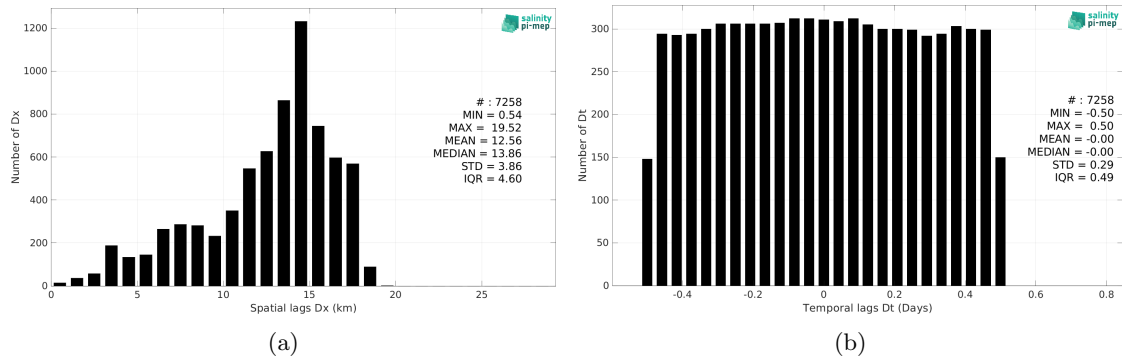 salinity
pi-mep
1200
1000
800
600
400
200
0
Number of Dx
# : 7258
MIN = 0.54
MAX = 19.52
MEAN = 12.56
MEDIAN = 13.86
STD = 3.86
IQR = 4.60
0 5 10 15 20 25
Spatial lags Dx (km)
(a)
salinity
pi-mep
300
250
200
150
100
50
0
Number of Dt
# : 7258
MIN = -0.50
MAX = 0.50
MEAN = -0.00
MEDIAN = -0.00
STD = 0.29
IQR = 0.49
-0.4 -0.2 0 0.2 0.4 0.6 0.8
Temporal lags Dt (Days)
(b)